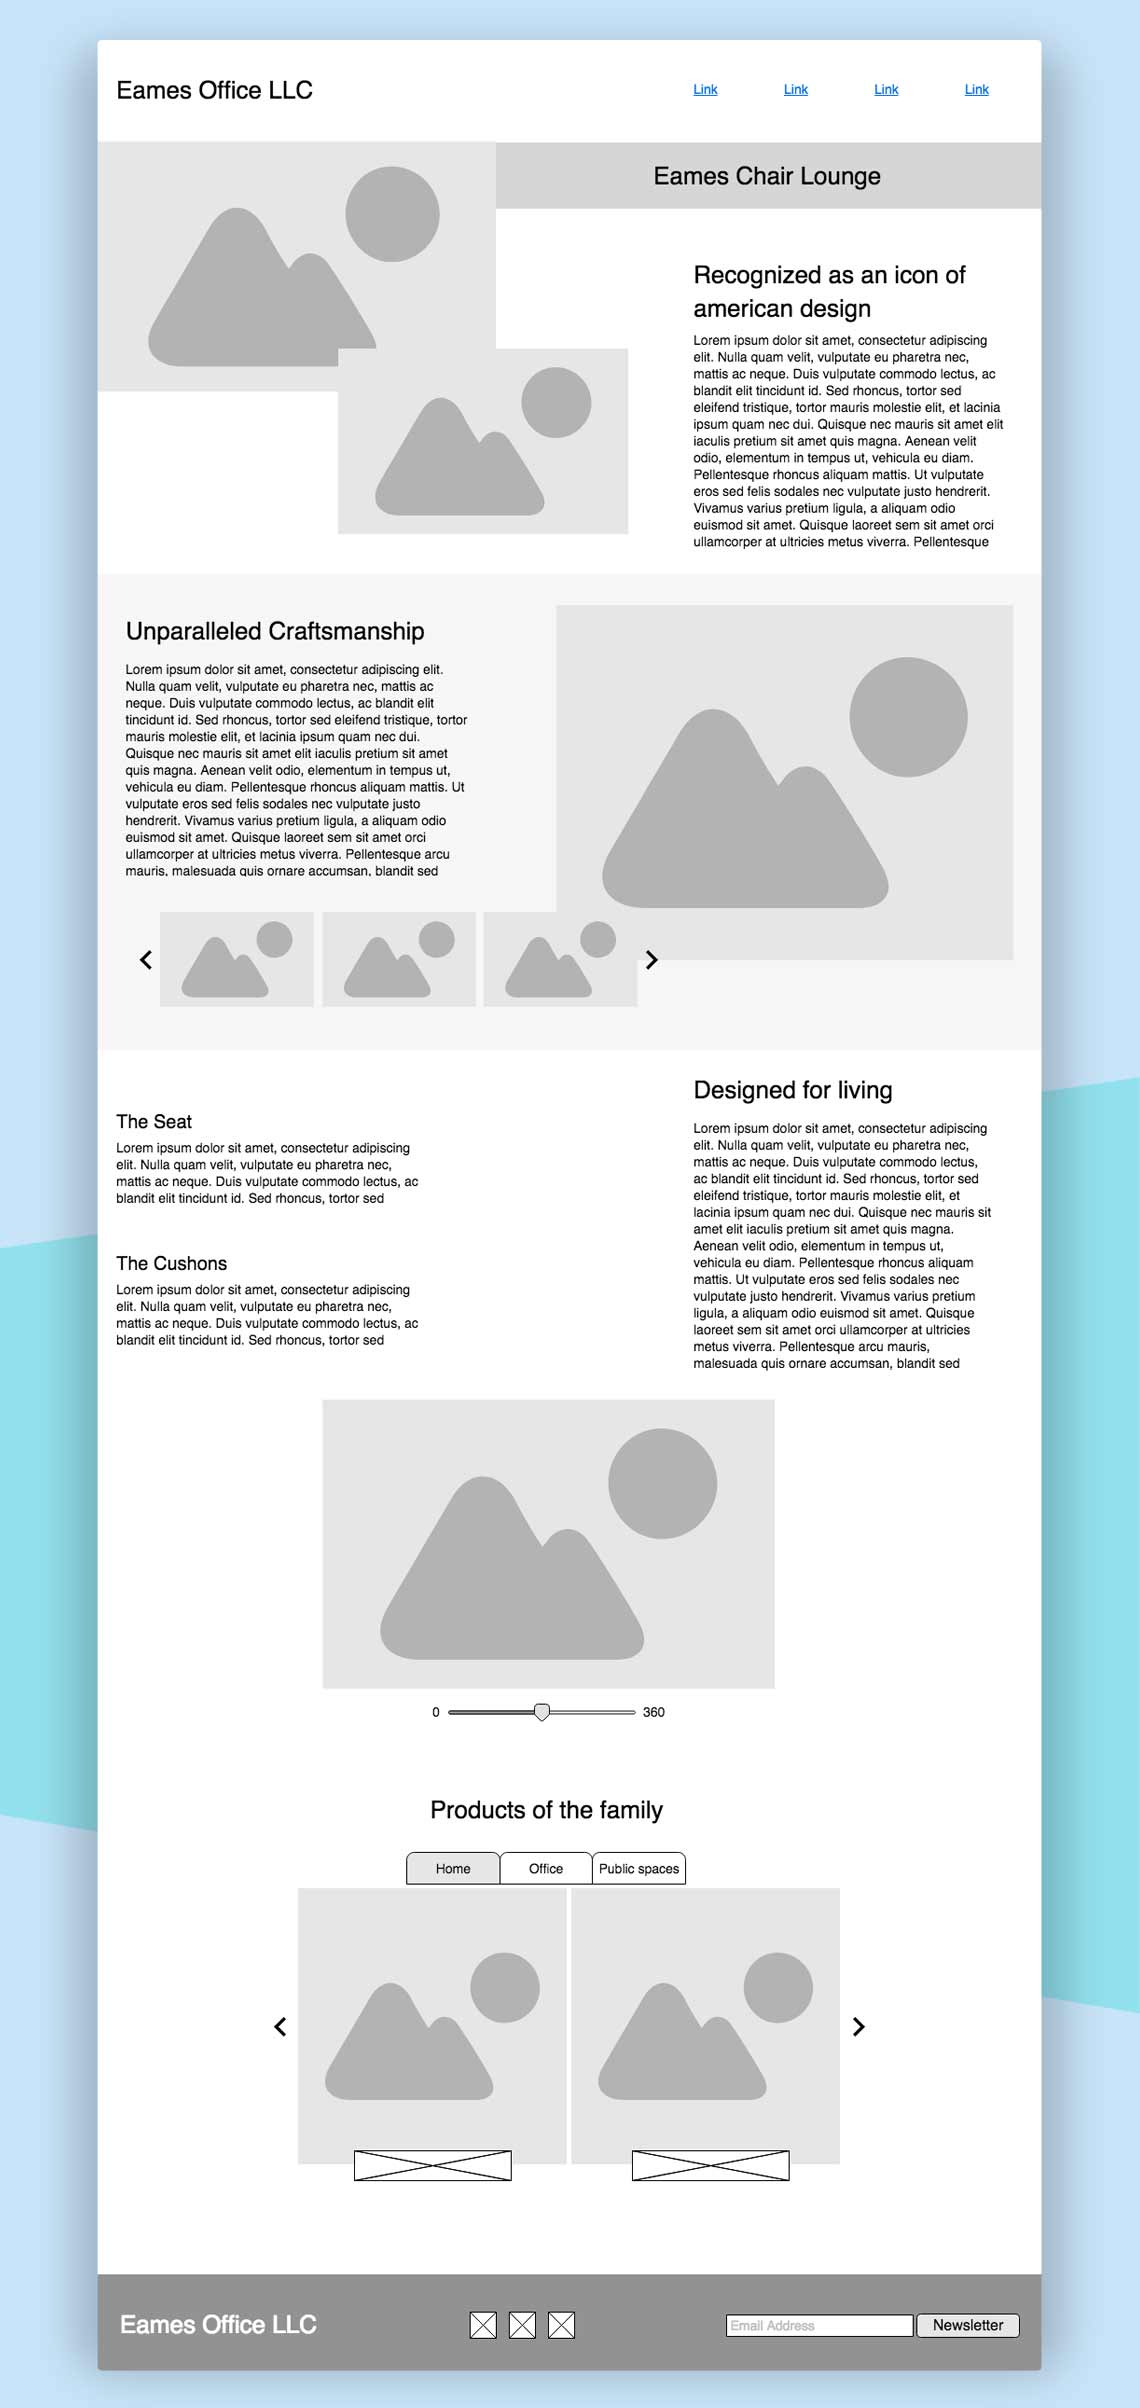 Eames Office LLC
Link
Link
Link
Link
Eames Chair Lounge
Recognized as an icon of
american design
Lorem ipsum dolor sit amet, consectetur adipiscing
elit. Nulla quam velit, vulputate eu pharetra nec,
mattis ac neque. Duis vulputate commodo lectus, ac
blandit elit tincidunt id. Sed rhoncus, tortor sed
eleifend tristique, tortor mauris molestie elit, et lacinia
ipsum quam nec dui. Quisque nec mauris sit amet elit
iaculis pretium sit amet quis magna. Aenean velit
odio, elementum in tempus ut, vehicula eu diam.
Pellentesque rhoncus aliquam mattis. Ut vulputate
eros sed felis sodales nec vulputate justo hendrerit.
Vivamus varius pretium ligula, a aliquam odio
euismod sit amet. Quisque laoreet sem sit amet orci
ullamcorper at ultricies metus viverra. Pellentesque
Unparalleled Craftsmanship
Lorem ipsum dolor sit amet, consectetur adipiscing elit.
Nulla quam velit, vulputate eu pharetra nec, mattis ac
neque. Duis vulputate commodo lectus, ac blandit elit
tincidunt id. Sed rhoncus, tortor sed eleifend tristique, tortor
mauris molestie elit, et lacinia ipsum quam nec dui.
Quisque nec mauris sit amet elit iaculis pretium sit amet
quis magna. Aenean velit odio, elementum in tempus ut,
vehicula eu diam. Pellentesque rhoncus aliquam mattis. Ut
vulputate eros sed felis sodales nec vulputate justo
hendrerit. Vivamus varius pretium ligula, a aliquam odio
euismod sit amet. Quisque laoreet sem sit amet orci
ullamcorper at ultricies metus viverra. Pellentesque arcu
mauris, malesuada quis ornare accumsan, blandit sed
The Seat
Lorem ipsum dolor sit amet, consectetur adipiscing
elit. Nulla quam velit, vulputate eu pharetra nec,
mattis ac neque. Duis vulputate commodo lectus, ac
blandit elit tincidunt id. Sed rhoncus, tortor sed
The Cushons
Lorem ipsum dolor sit amet, consectetur adipiscing
elit. Nulla quam velit, vulputate eu pharetra nec,
mattis ac neque. Duis vulputate commodo lectus, ac
blandit elit tincidunt id. Sed rhoncus, tortor sed
Designed for living
Lorem ipsum dolor sit amet, consectetur adipiscing
elit. Nulla quam velit, vulputate eu pharetra nec,
mattis ac neque. Duis vulputate commodo lectus,
ac blandit elit tincidunt id. Sed rhoncus, tortor sed
eleifend tristique, tortor mauris molestie elit, et
lacinia ipsum quam nec dui. Quisque nec mauris sit
amet elit iaculis pretium sit amet quis magna.
Aenean velit odio, elementum in tempus ut,
vehicula eu diam. Pellentesque rhoncus aliquam
mattis. Ut vulputate eros sed felis sodales nec
vulputate justo hendrerit. Vivamus varius pretium
ligula, a aliquam odio euismod sit amet. Quisque
laoreet sem sit amet orci ullamcorper at ultricies
metus viverra. Pellentesque arcu mauris,
malesuada quis ornare accumsan, blandit sed
0
360
Products of the family
Home
Office
Public spaces
Eames Office LLC
Email Address
Newsletter